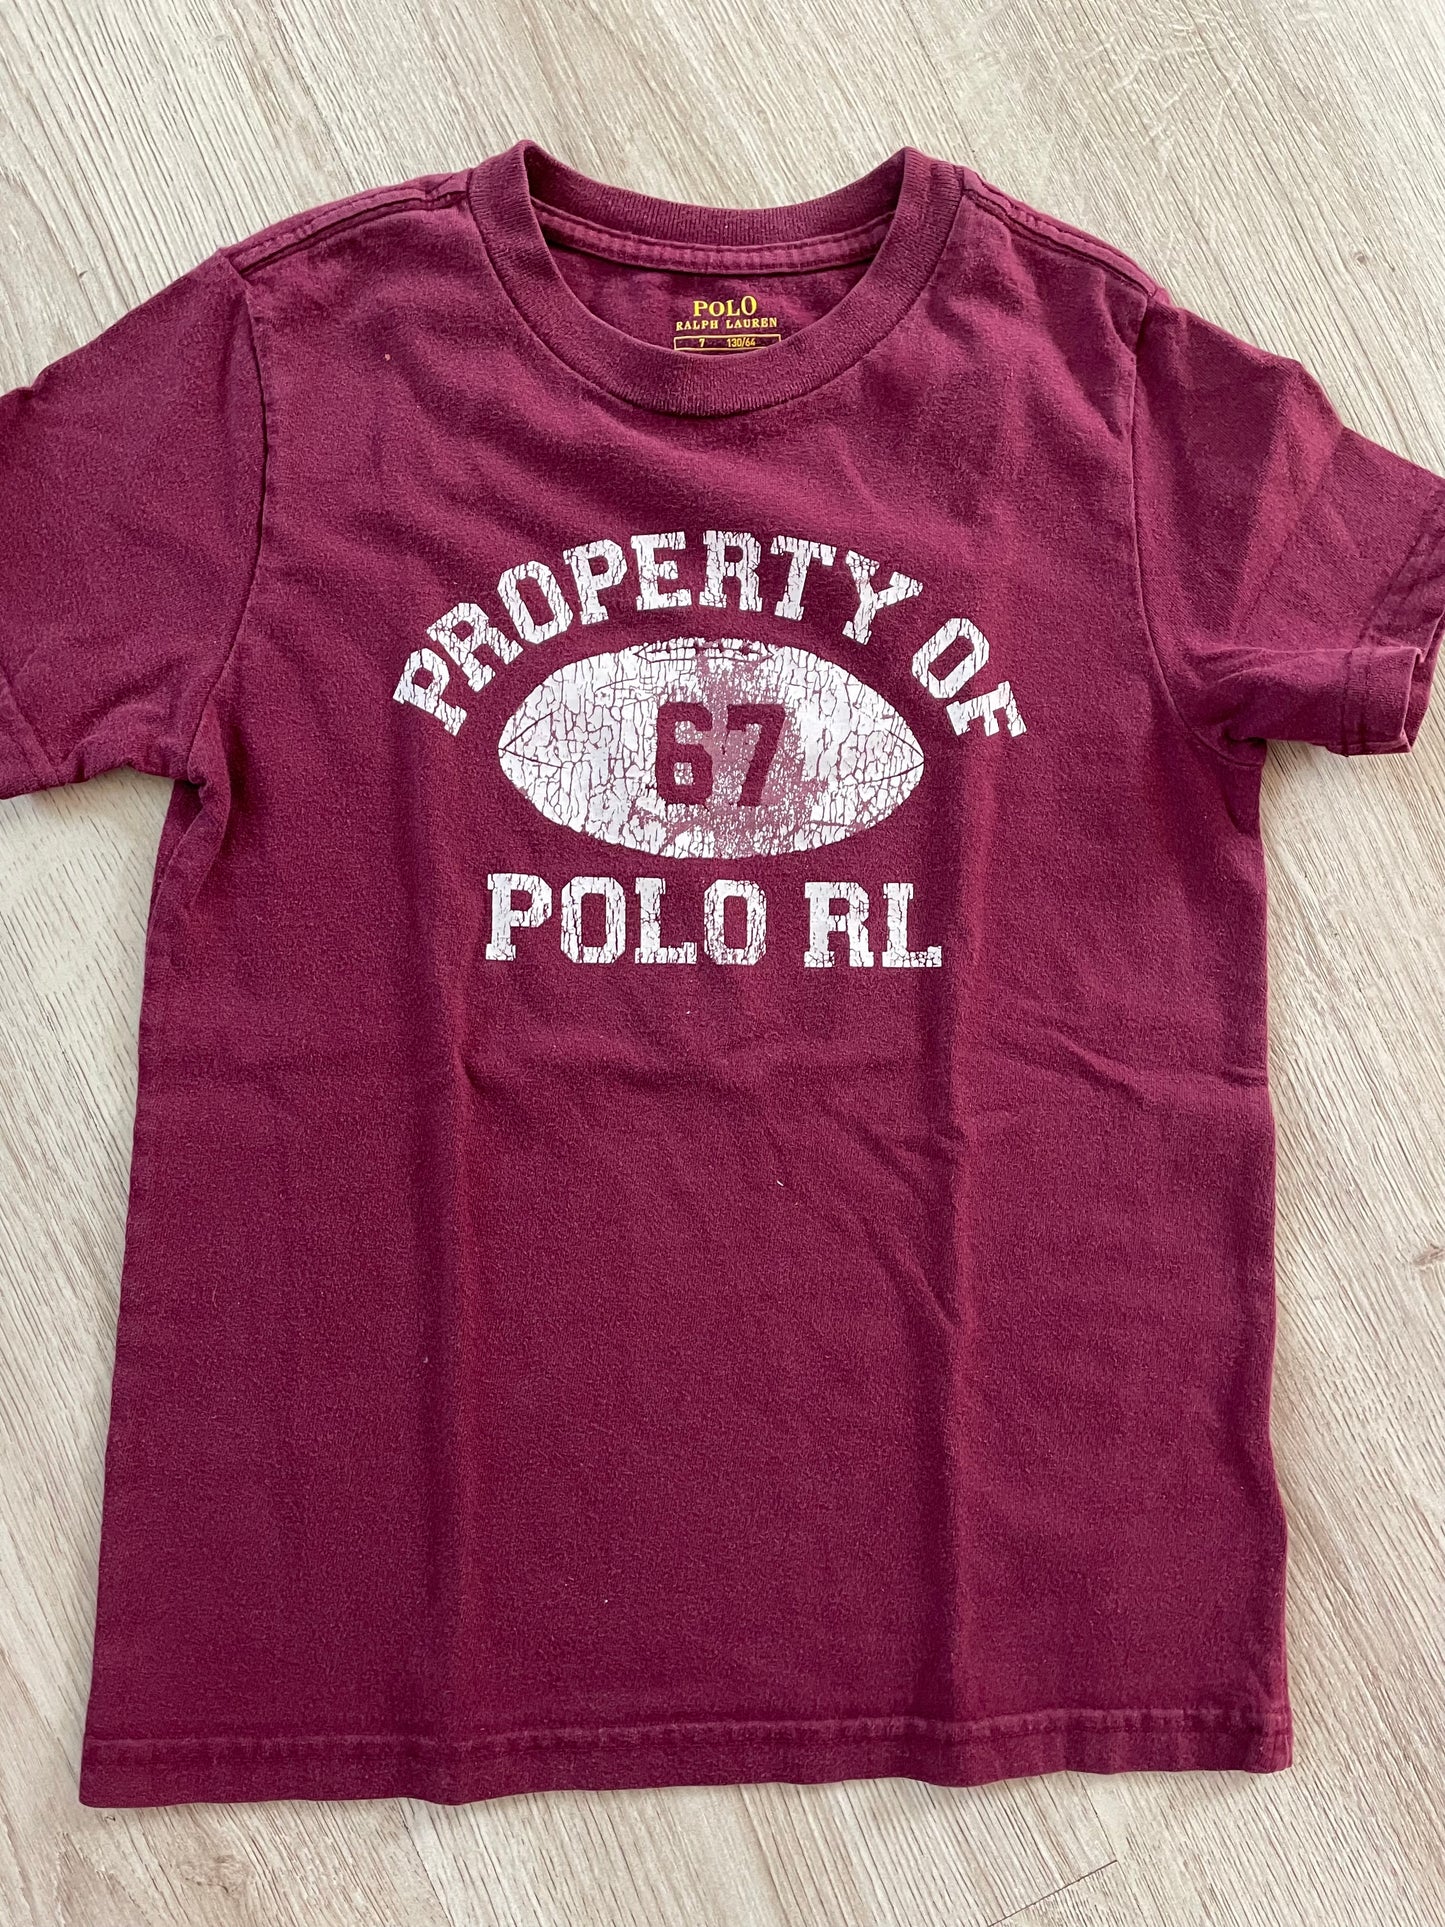 POLO
RALPH LAUREN
7 130/64
PROPERTY OF
67
POLO RL